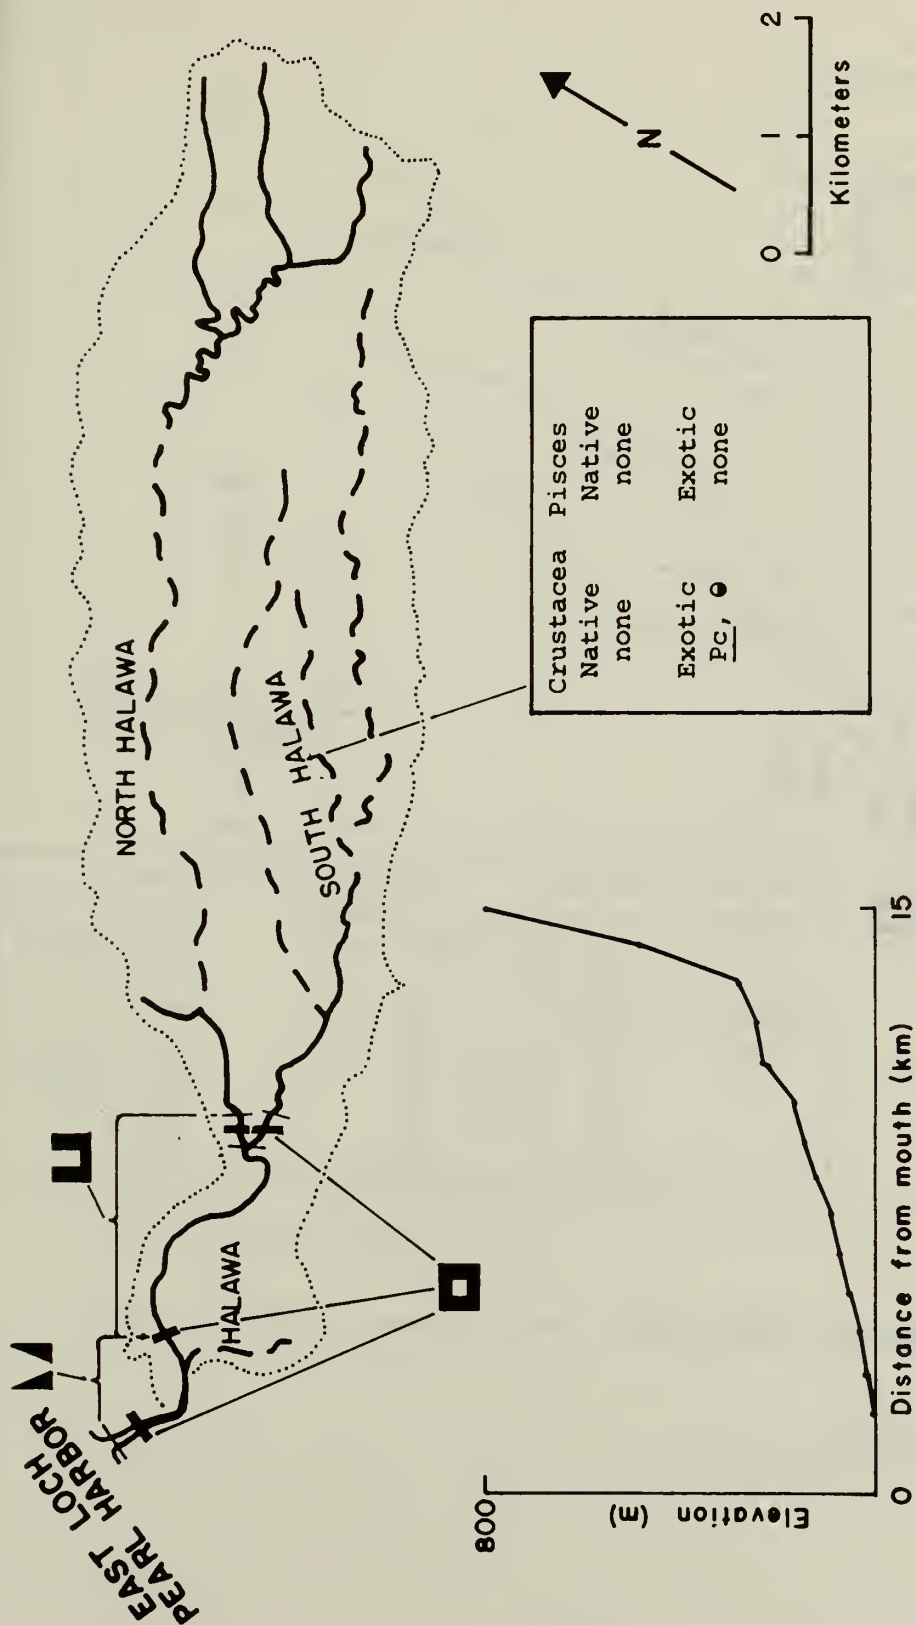 EAST LOCH
PEARL HARBOR
HALAWA
NORTH HALAWA
SOUTH HALAWA
N
Crustacea Pisces
Native Native
none none
Exotic Exotic
Pc, none
0 1 2
Kilometers
800
Elevation (m)
0 15
Distance from mouth (km)